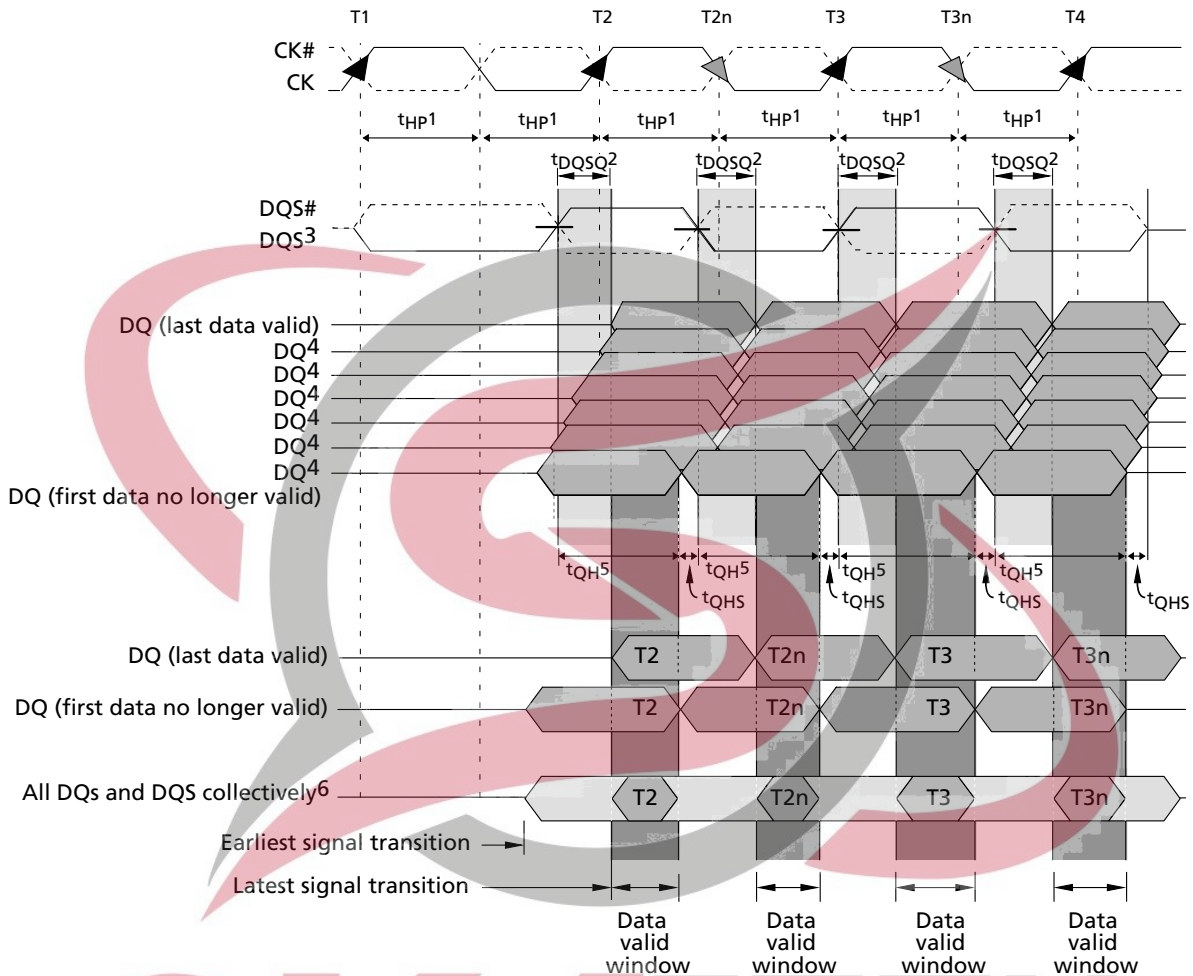 T1 T2 T2n T3 T3n T4
CK#
CK
tHP1 tHP1 tHP1 tHP1 tHP1 tHP1
tDQSQ2 tDQSQ2 tDQSQ2 tDQSQ2
DQS#
DQS3
DQ (last data valid)
DQ4
DQ4
DQ4
DQ4
DQ4
DQ4
DQ (first data no longer valid)
tQH5 tQH5 tQH5 tQH5
tQHS tQHS tQHS tQHS
DQ (last data valid) T2 T2n T3 T3n
DQ (first data no longer valid) T2 T2n T3 T3n
All DQs and DQS collectively6 T2 T2n T3 T3n
Earliest signal transition
Latest signal transition
Data Data Data Data
valid valid valid valid
window window window window